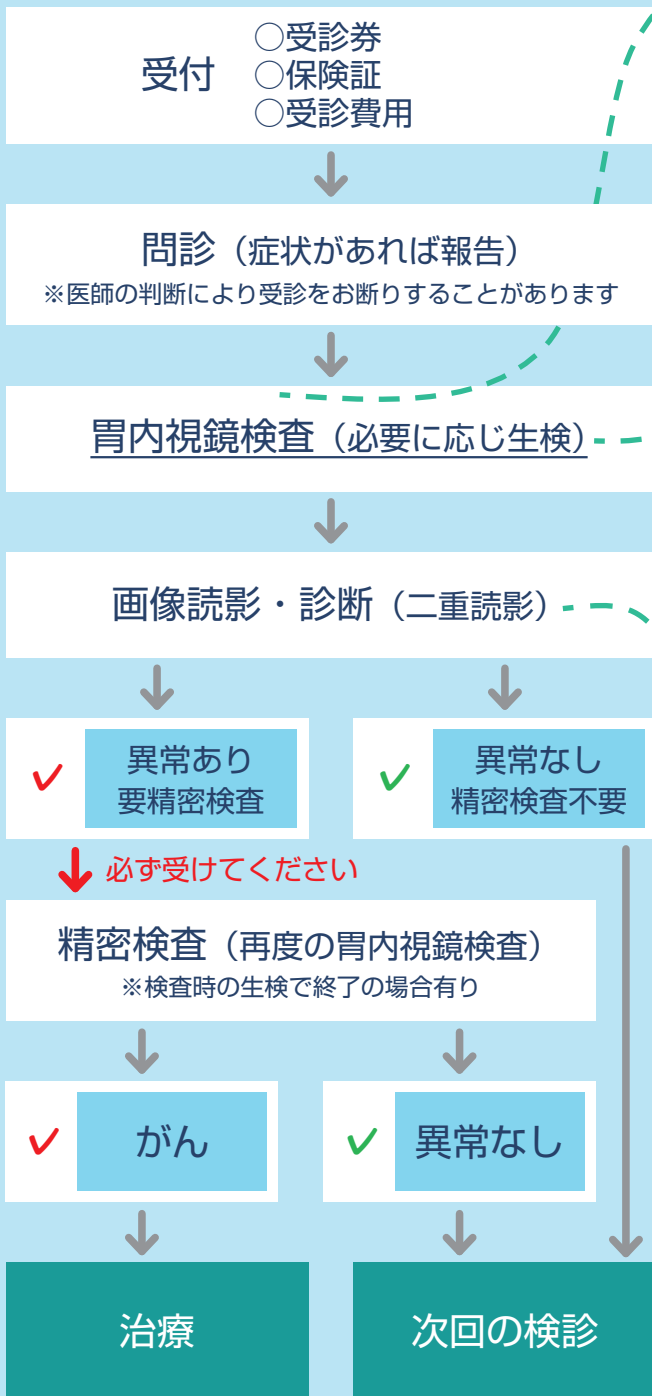 受付
○受診券
○保険証
○受診費用
問診（症状があれば報告）
※医師の判断により受診をお断りすることがあります
胃内視鏡検査（必要に応じ生検）
画像読影・診断（二重読影）
異常あり
要精密検査
異常なし
精密検査不要
必ず受けてください
精密検査（再度の胃内視鏡検査）
※検査時の生検で終了の場合有り
がん
異常なし
治療
次回の検診